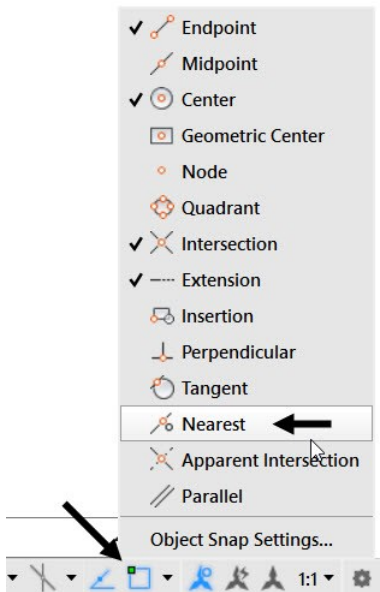 Endpoint
Midpoint
Center
Geometric Center
Node
Quadrant
Intersection
Extension
Insertion
Perpendicular
Tangent
Nearest
Apparent Intersection
Parallel
Object Snap Settings...
1:1